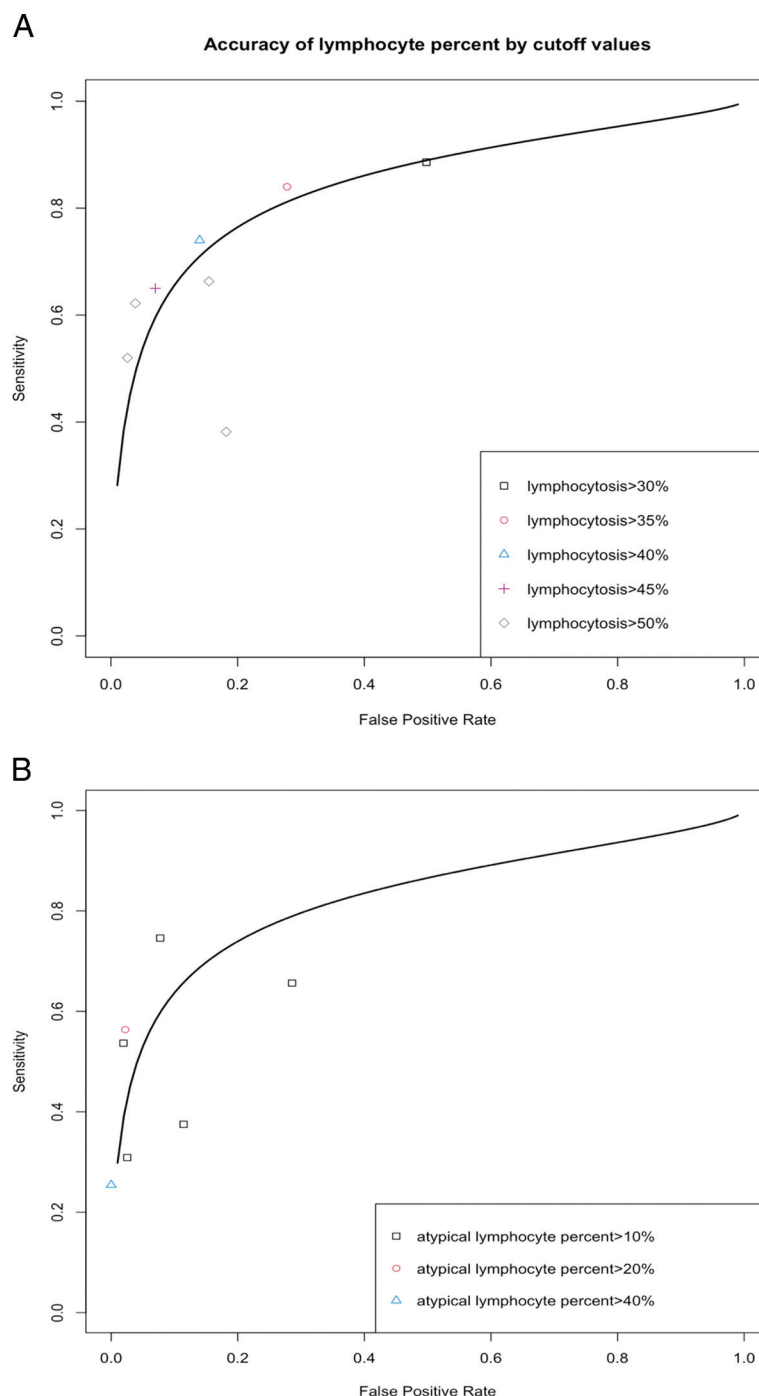 A
Accuracy of lymphocyte percent by cutoff values
Sensitivity
1.0
0.8
0.6
0.4
0.2
0.0
lymphocytosis>30%
lymphocytosis>35%
lymphocytosis>40%
lymphocytosis>45%
lymphocytosis>50%
0.0 0.2 0.4 0.6 0.8 1.0
False Positive Rate
B
Sensitivity
1.0
0.8
0.6
0.4
0.2
0.0
atypical lymphocyte percent>10%
atypical lymphocyte percent>20%
atypical lymphocyte percent>40%
0.0 0.2 0.4 0.6 0.8 1.0
False Positive Rate